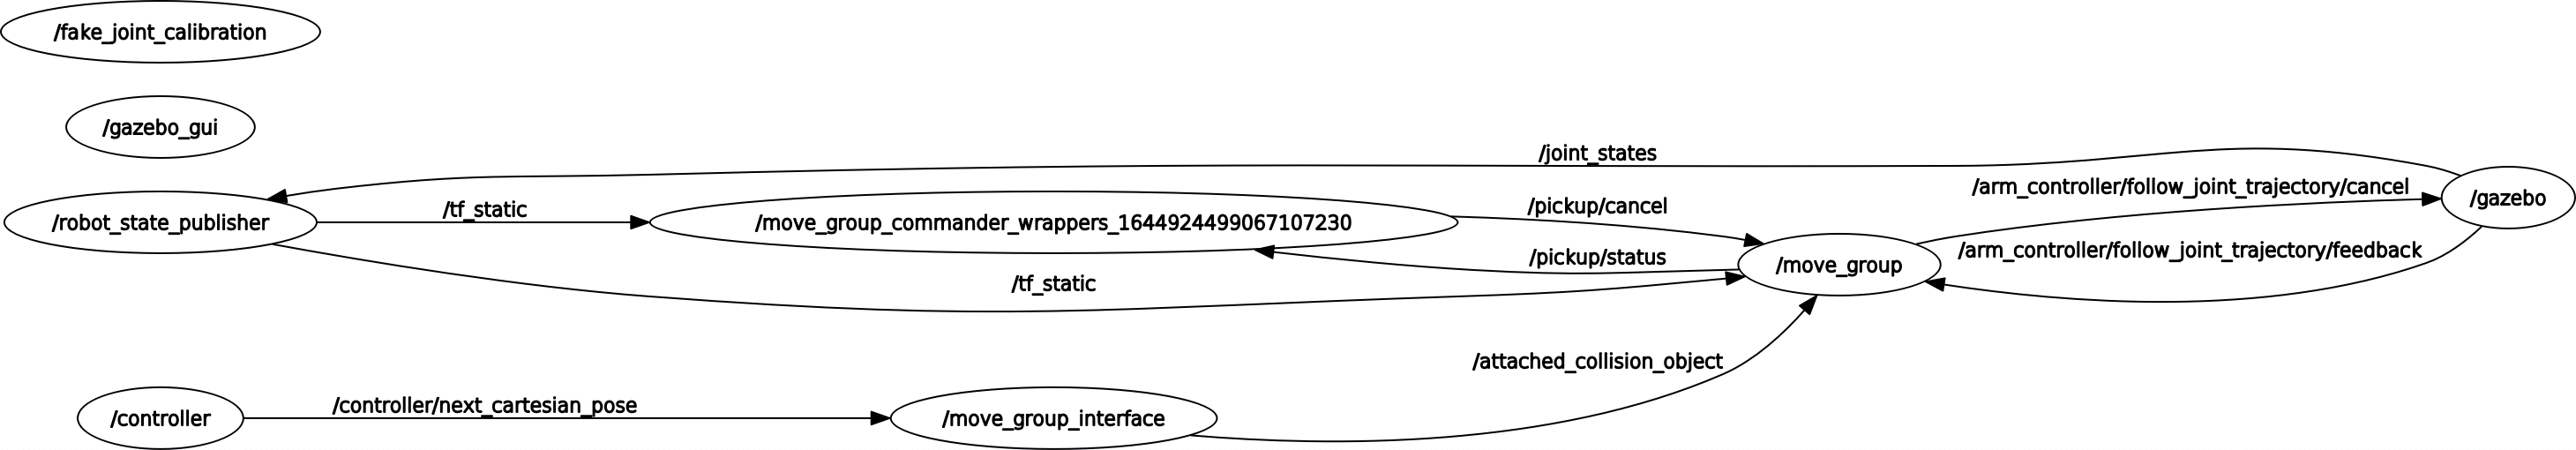 /fake_joint_calibration
/gazebo_gui
/joint_states
/arm_controller/follow_joint_trajectory/cancel
/gazebo
/pickup/cancel
/tf_static
/robot_state_publisher
/move_group_commander_wrappers_1644924499067107230
/arm_controller/follow_joint_trajectory/feedback
/pickup/status
/move_group
/tf_static
/attached_collision_object
/controller/next_cartesian_pose
/controller
/move_group_interface